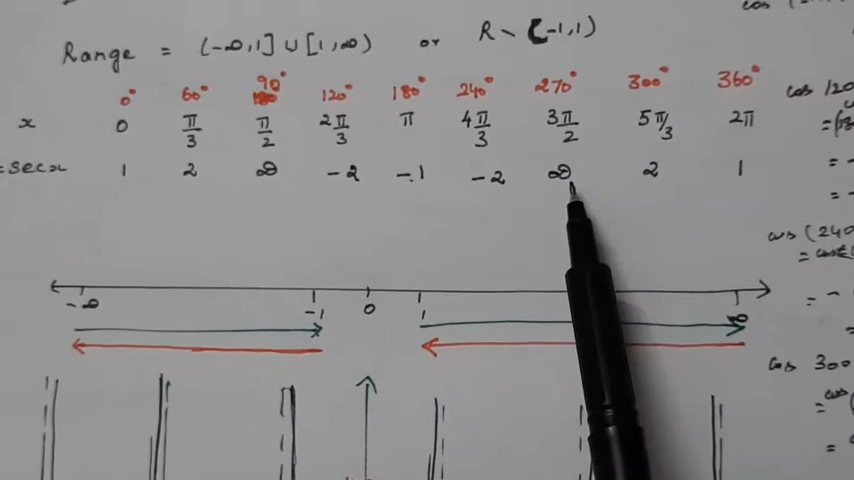 Range = (-∞,1] ∪ [1,∞) or R \ (-1,1)
0° 60° 90° 120° 180° 240° 270° 300° 360°
x 0 π/3 π/2 2π/3 π 4π/3 3π/2 5π/3 2π
=secx 1 2 ∞ -2 -1 -2 ∞ 2 1
-∞ -1 0 1 ∞
cos
cos 120
= -
= -
cos (240
= -
=
cos 300
= cos (
=